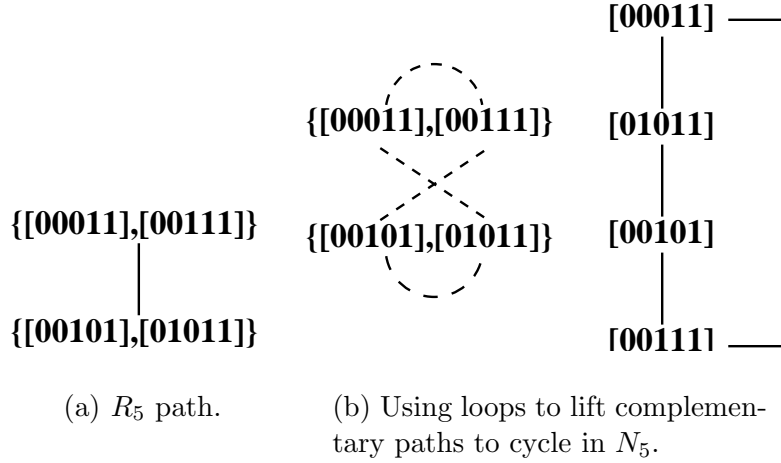 {[00011],[00111]}
{[00101],[01011]}
(a) R₅ path.
{[00011],[00111]}
{[00101],[01011]}
[00011]
[01011]
[00101]
[00111]
(b) Using loops to lift complemen-
tary paths to cycle in N₅.